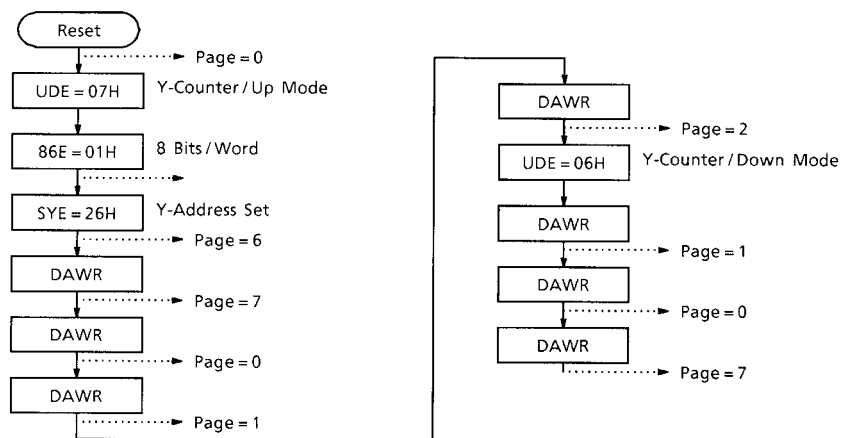 Reset
Page = 0
UDE = 07H Y-Counter / Up Mode
86E = 01H 8 Bits / Word
SYE = 26H Y-Address Set
Page = 6
DAWR
Page = 7
DAWR
Page = 0
DAWR
Page = 1
DAWR
Page = 2
UDE = 06H Y-Counter / Down Mode
DAWR
Page = 1
DAWR
Page = 0
DAWR
Page = 7